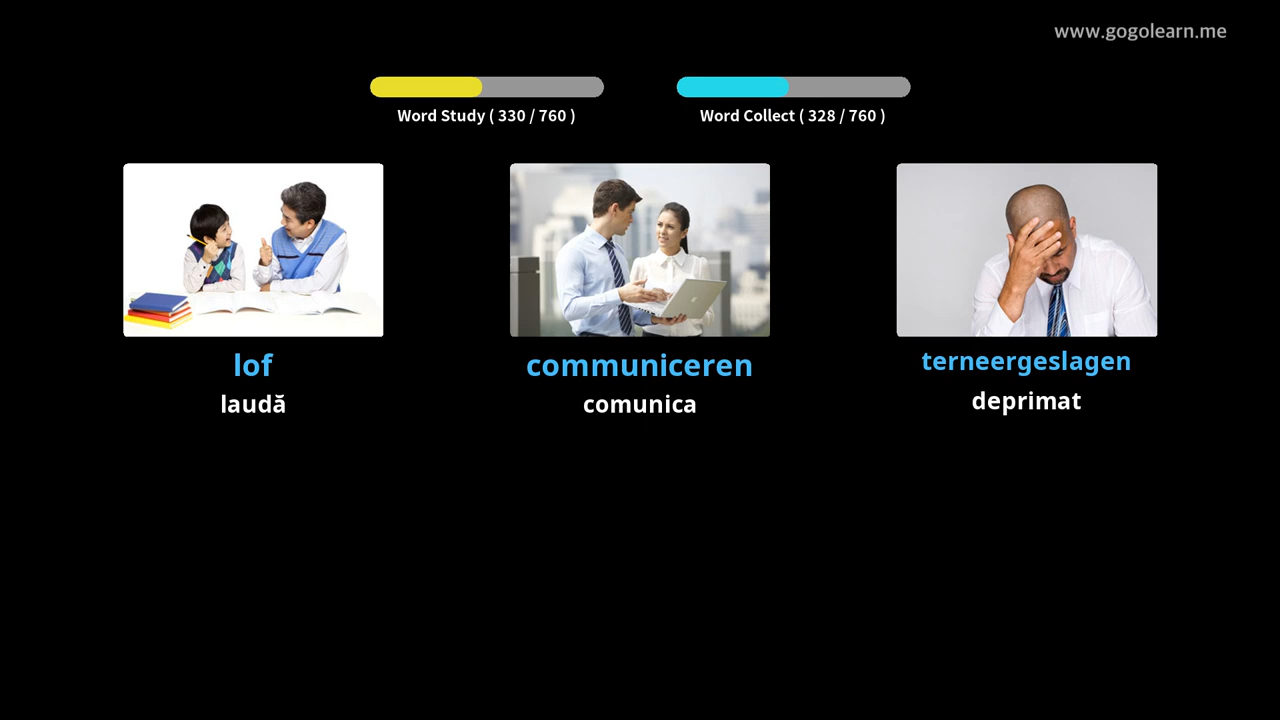 www.gogolearn.me
Word Study ( 330 / 760 )
Word Collect ( 328 / 760 )
lof
laudă
communiceren
comunica
terneergeslagen
deprimat